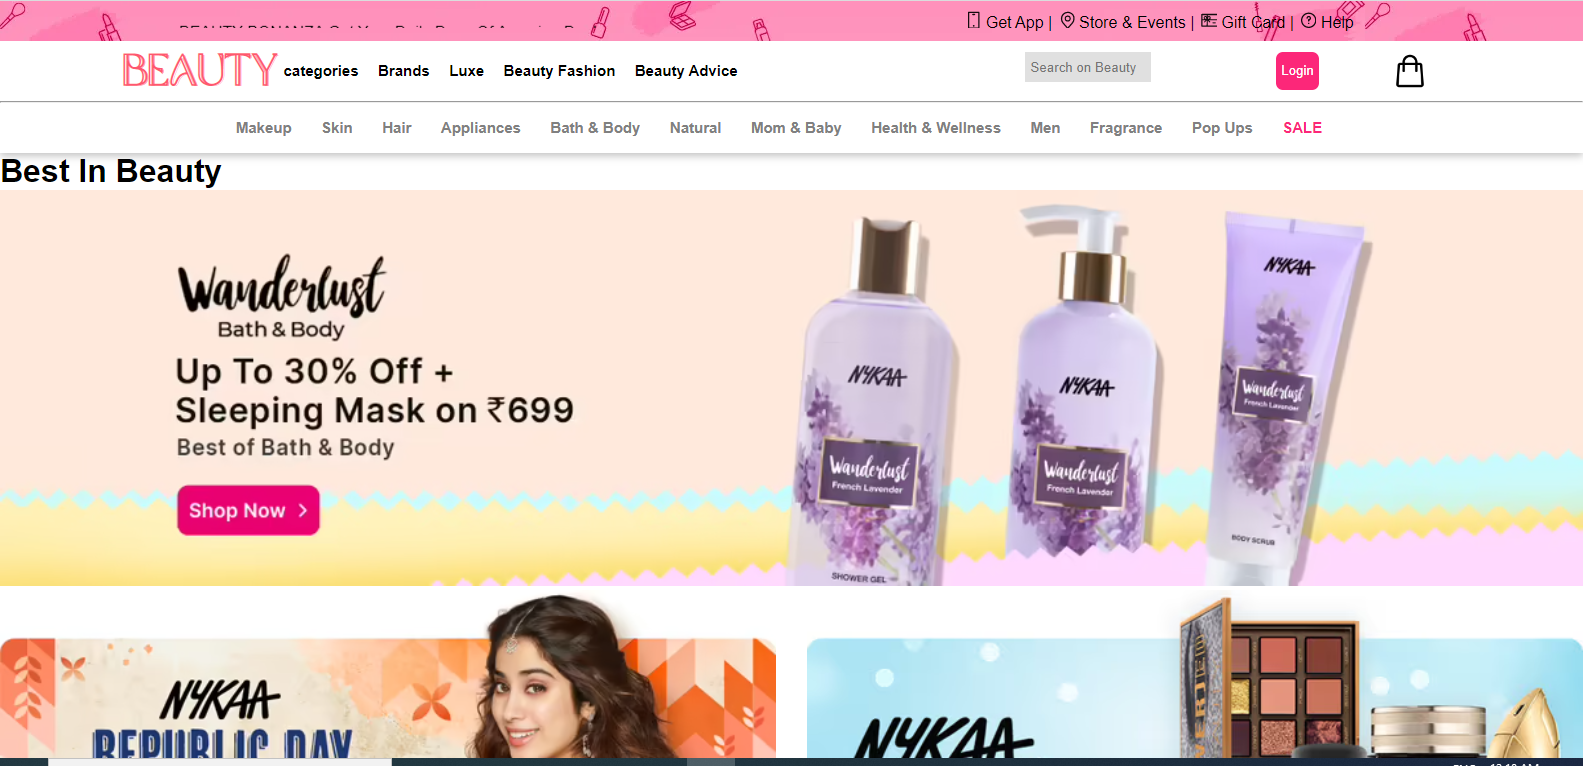 Get App | Store & Events | Gift Card | Help
BEAUTY categories Brands Luxe Beauty Fashion Beauty Advice Search on Beauty Login
Makeup Skin Hair Appliances Bath & Body Natural Mom & Baby Health & Wellness Men Fragrance Pop Ups SALE
Best In Beauty
Wanderlust
Bath & Body
Up To 30% Off +
Sleeping Mask on ₹699
Best of Bath & Body
Shop Now
NYKAA
Wanderlust
French Lavender
SHOWER GEL
NYKAA
Wanderlust
French Lavender
NYKAA
Wanderlust
French Lavender
BODY SCRUB
NYKAA
REPUBLIC DAY
NYKAA